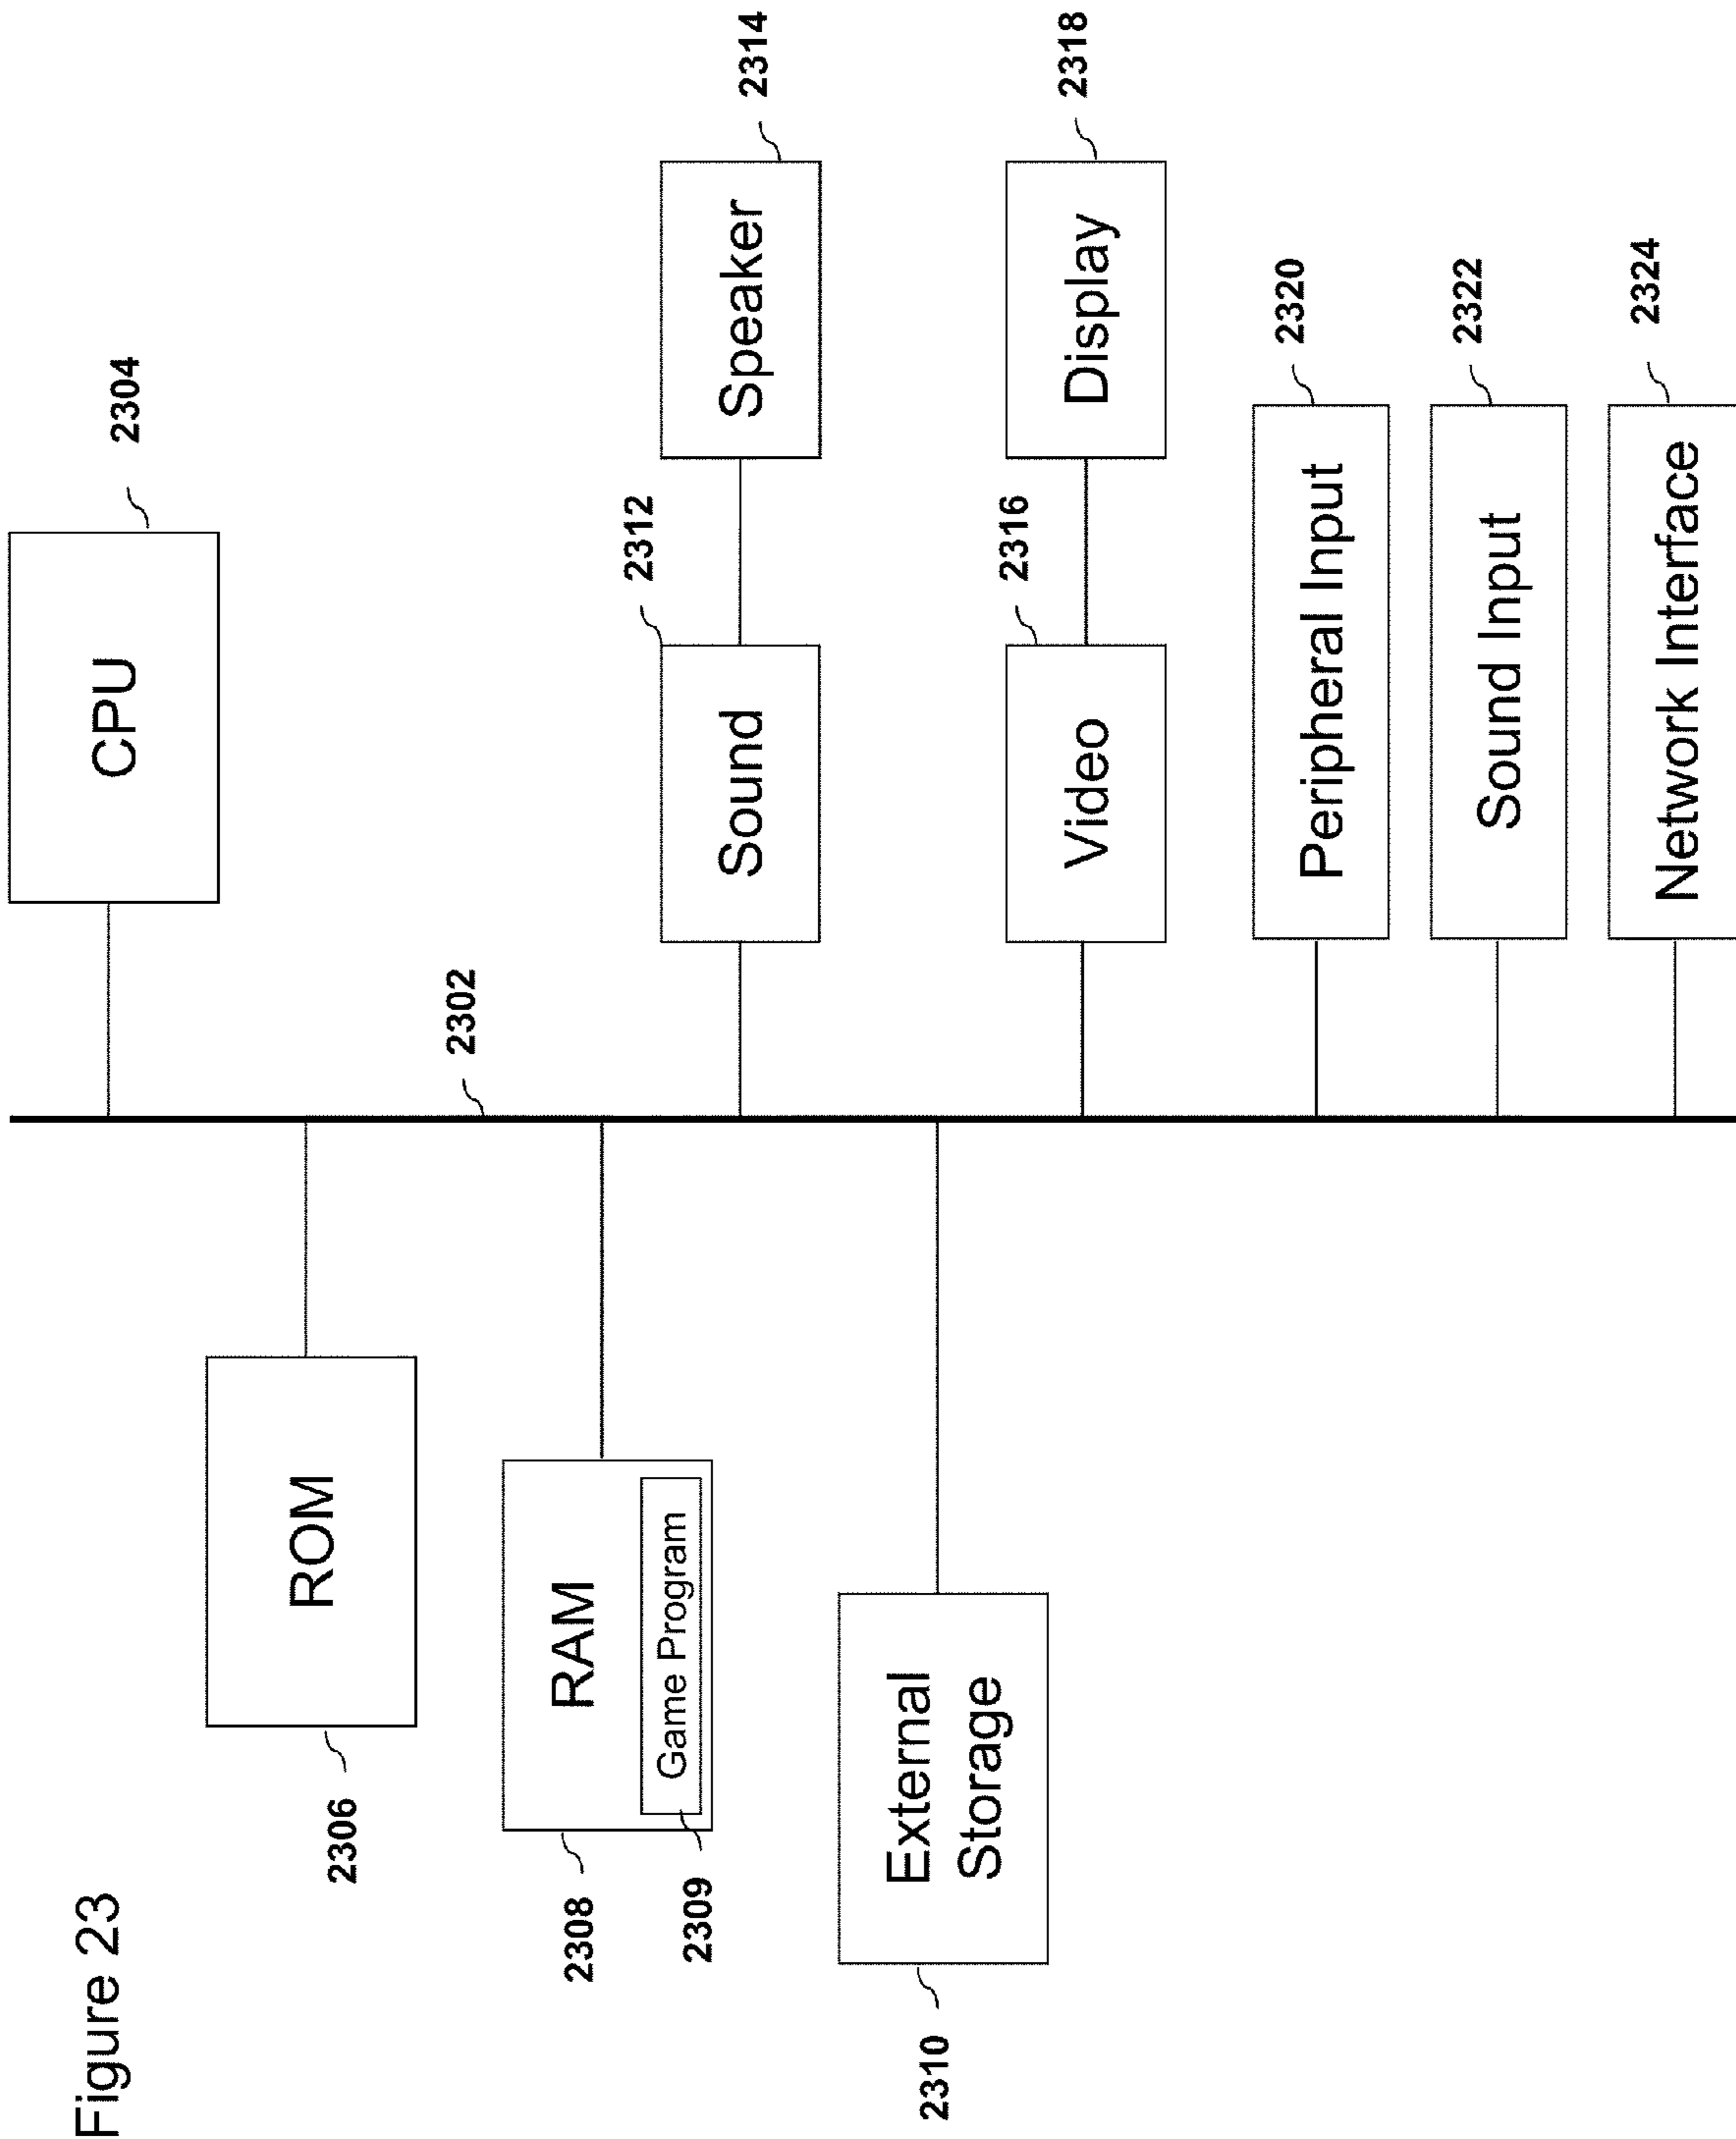 Figure 23
2306
ROM
2308
RAM
Game Program
2309
2310
External
Storage
2302
CPU
2304
2312
Sound
Speaker
2314
2316
Video
Display
2318
Peripheral Input
2320
Sound Input
2322
Network Interface
2324